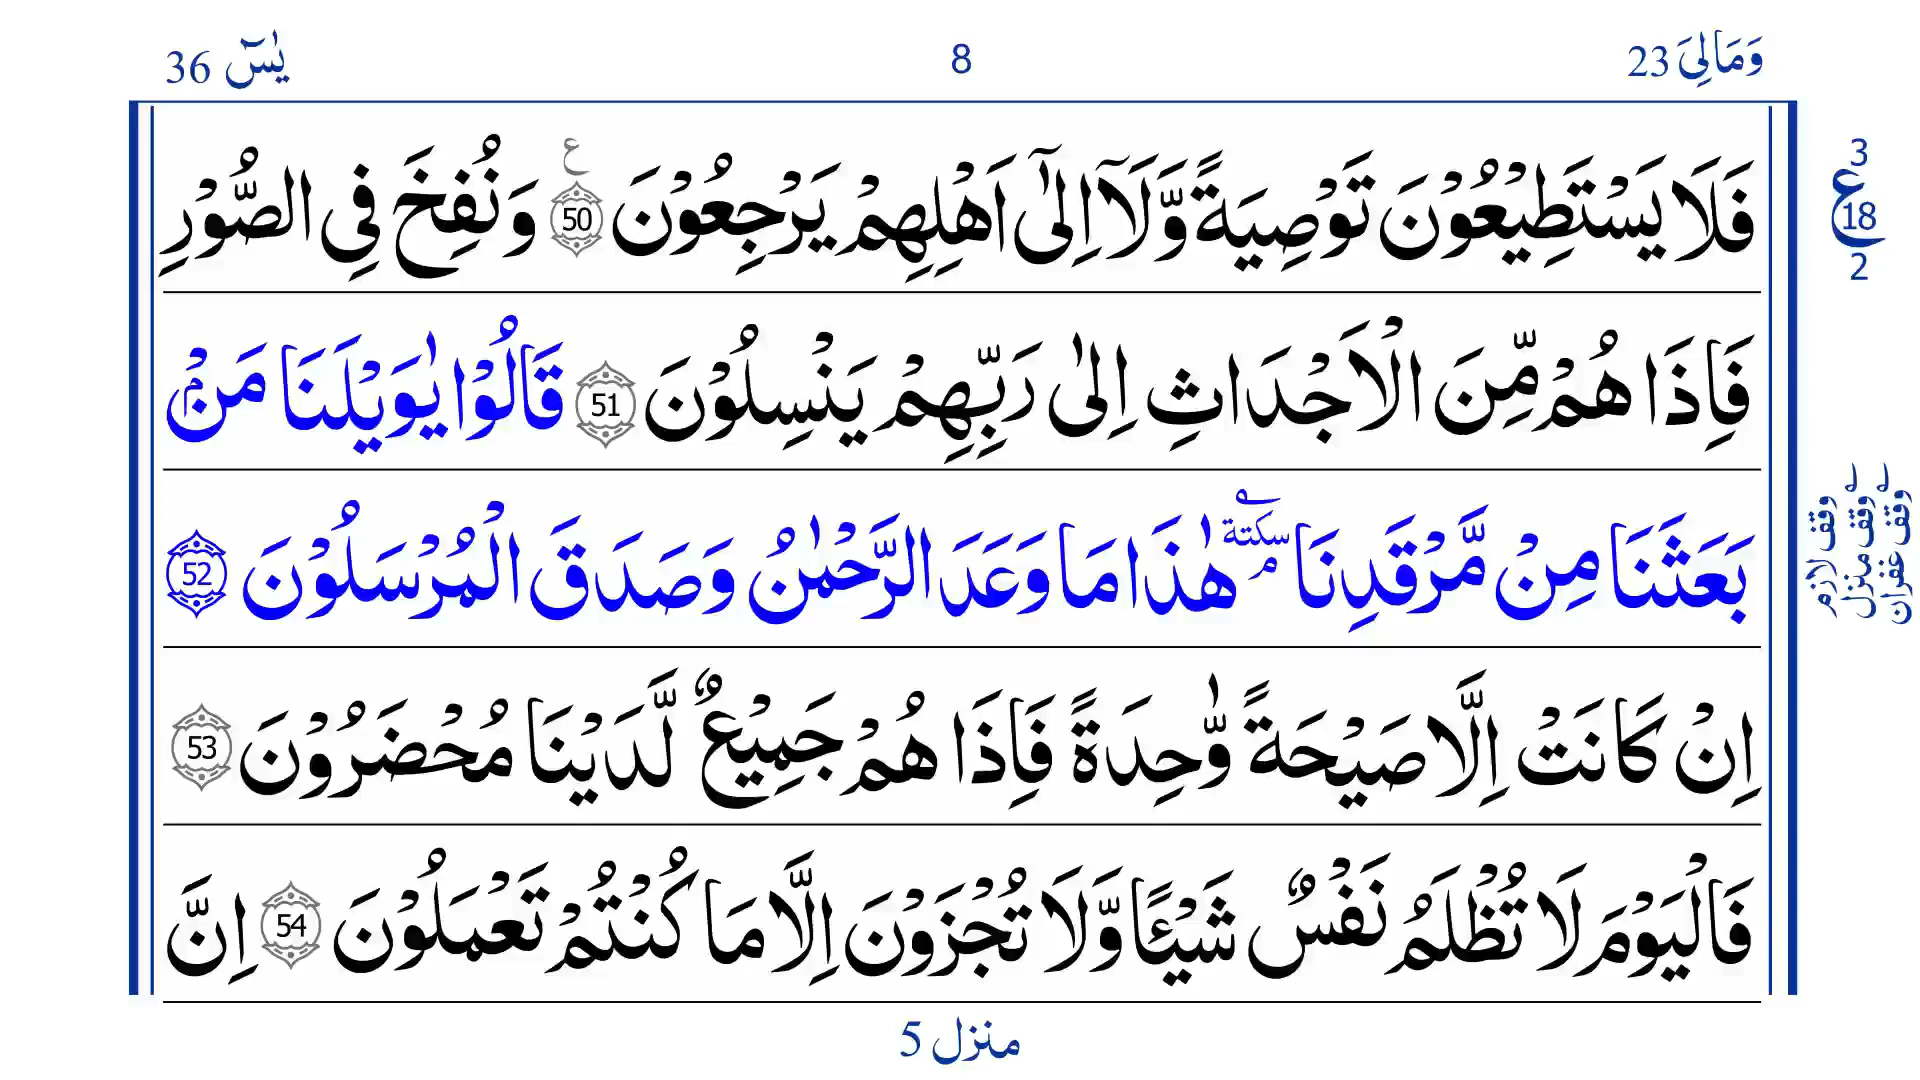 وَمَالِیَ 23
8
یٰسٓ 36
فَلَا یَسْتَطِیْعُوْنَ تَوْصِیَةً وَّلَاۤ اِلٰۤی اَهْلِهِمْ یَرْجِعُوْنَ 50 ع وَنُفِخَ فِی الصُّوْرِ
فَاِذَا هُمْ مِّنَ الْاَجْدَاثِ اِلٰی رَبِّهِمْ یَنْسِلُوْنَ 51 قَالُوْا یٰوَیْلَنَا مَنْۢ
بَعَثَنَا مِنْ مَّرْقَدِنَا سكتة م هٰذَا مَا وَعَدَ الرَّحْمٰنُ وَصَدَقَ الْمُرْسَلُوْنَ 52
اِنْ كَانَتْ اِلَّا صَیْحَةً وَّاحِدَةً فَاِذَا هُمْ جَمِیْعٌ لَّدَیْنَا مُحْضَرُوْنَ 53
فَالْیَوْمَ لَا تُظْلَمُ نَفْسٌ شَیْـًٔا وَّلَا تُجْزَوْنَ اِلَّا مَا كُنْتُمْ تَعْمَلُوْنَ 54 اِنَّ
3
ع 18
2
وقف لازم
وقف منزل
وقف غفران
منزل 5